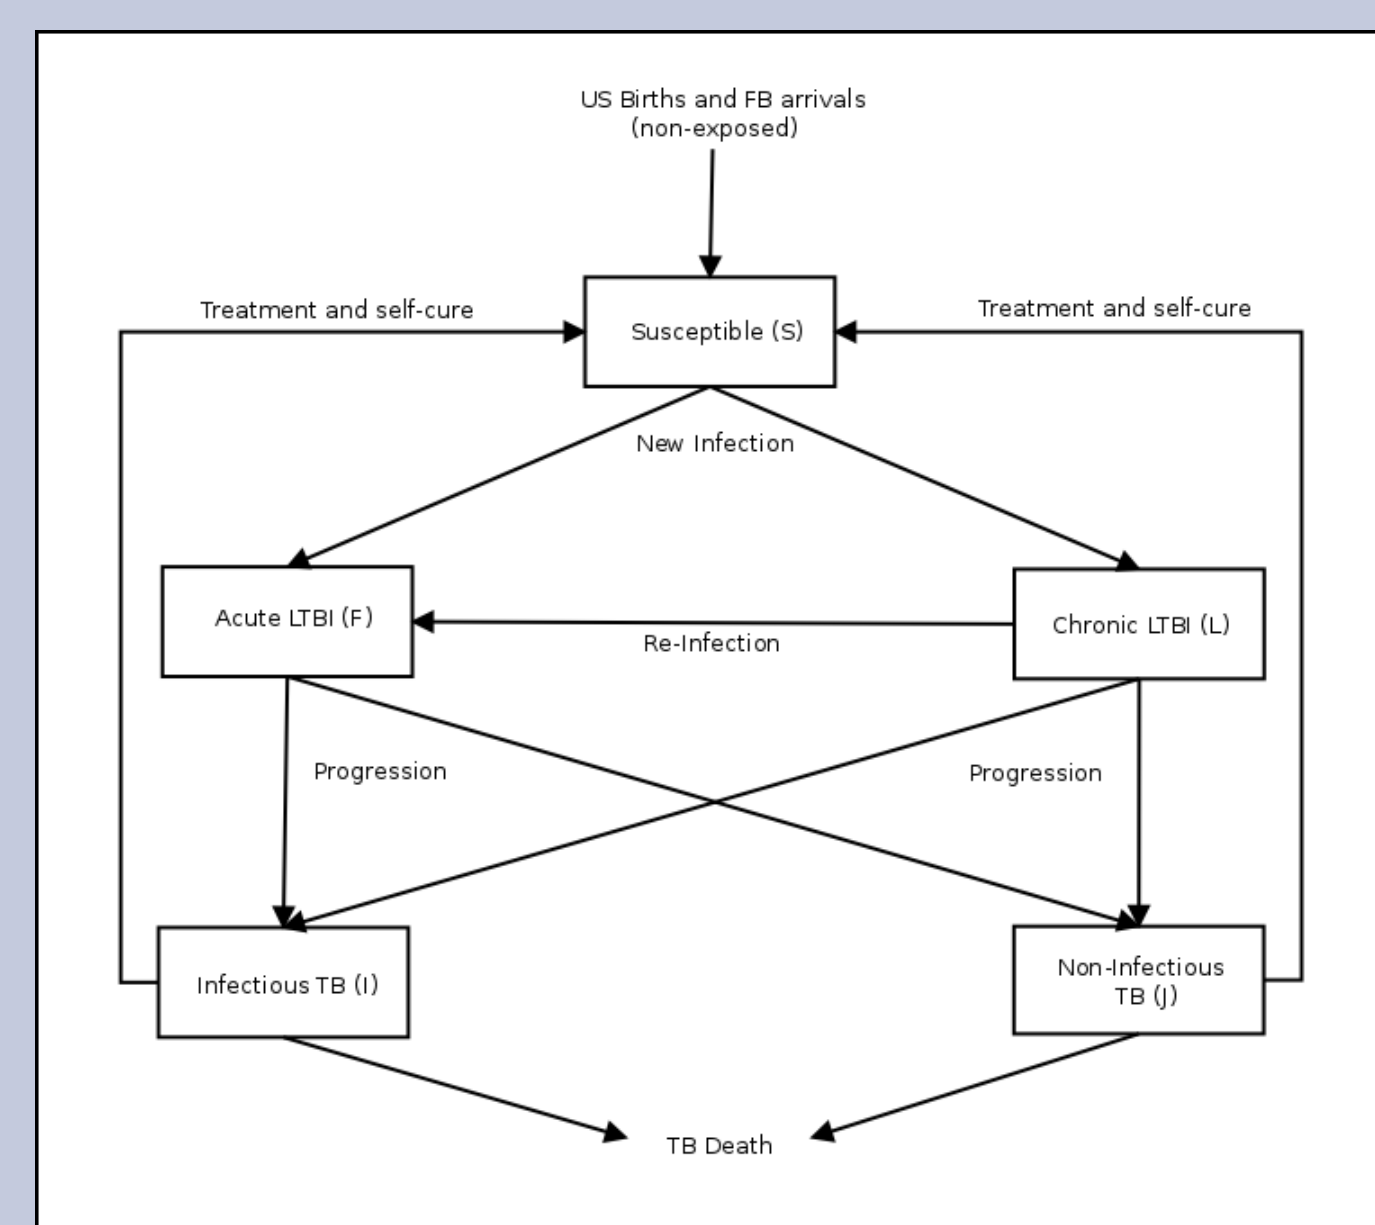 US Births and FB arrivals
(non-exposed)
Treatment and self-cure
Treatment and self-cure
Susceptible (S)
New Infection
Acute LTBI (F)
Chronic LTBI (L)
Re-Infection
Progression
Progression
Infectious TB (I)
Non-Infectious
TB (J)
TB Death